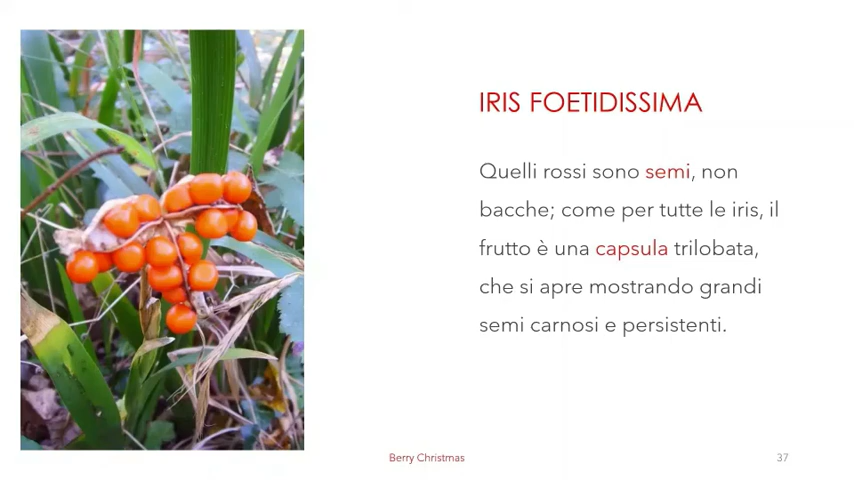 IRIS FOETIDISSIMA
Quelli rossi sono semi, non
bacche; come per tutte le iris, il
frutto è una capsula trilobata,
che si apre mostrando grandi
semi carnosi e persistenti.
Berry Christmas
37